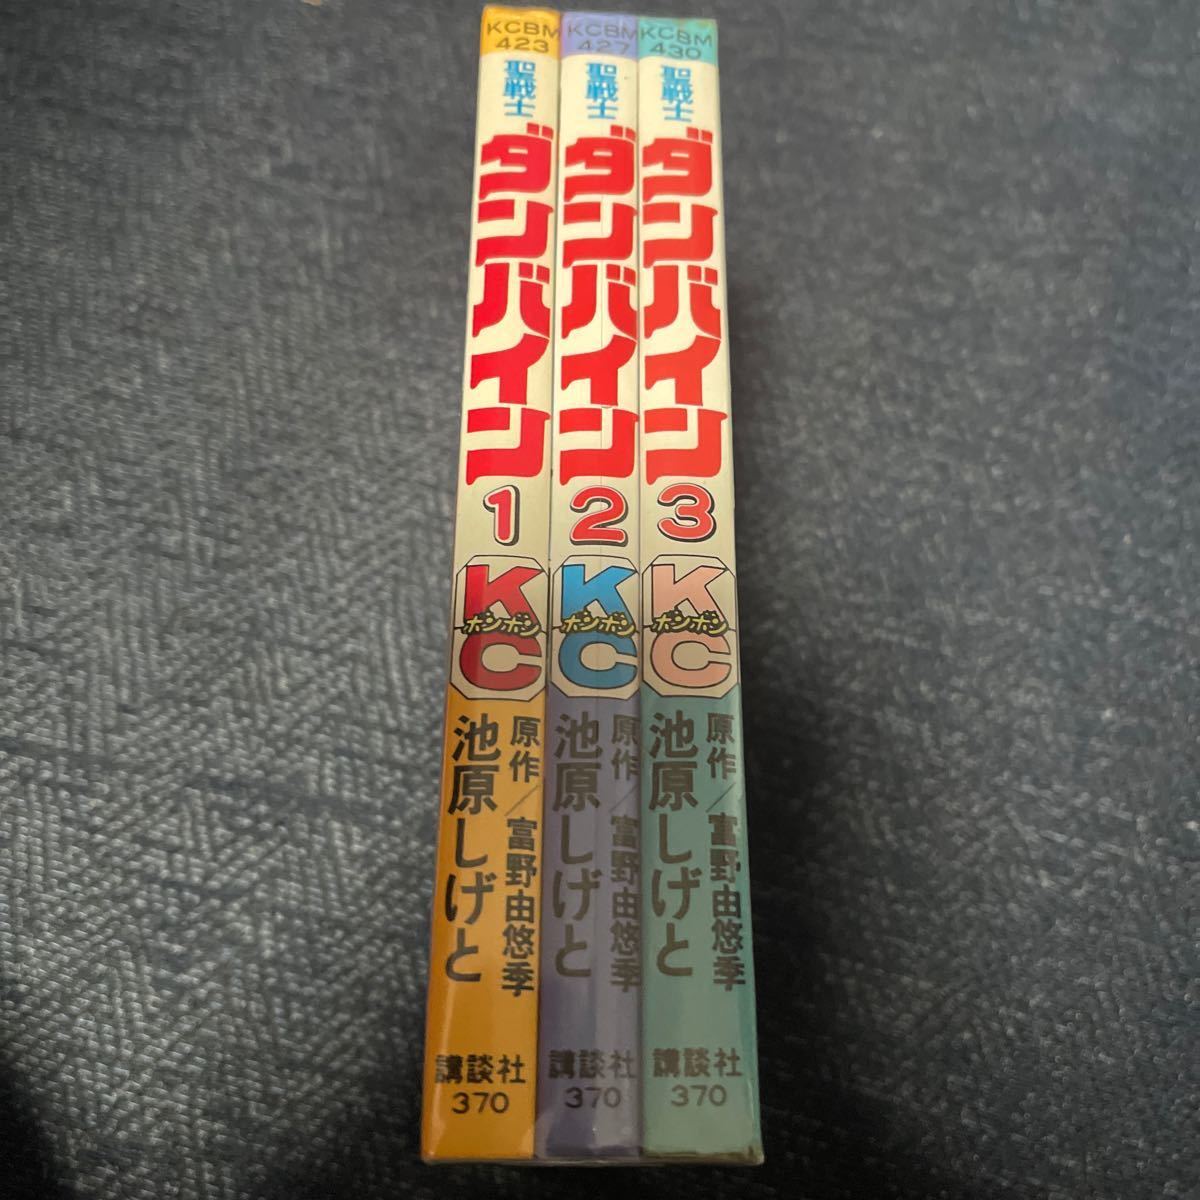 KCBM
423
聖戦士
ダンバイン
1
KC
ボンボン
原作／富野由悠季
池原しげと
講談社
370
KCBM
427
聖戦士
ダンバイン
2
KC
ボンボン
原作／富野由悠季
池原しげと
講談社
370
KCBM
430
聖戦士
ダンバイン
3
KC
ボンボン
原作／富野由悠季
池原しげと
講談社
370